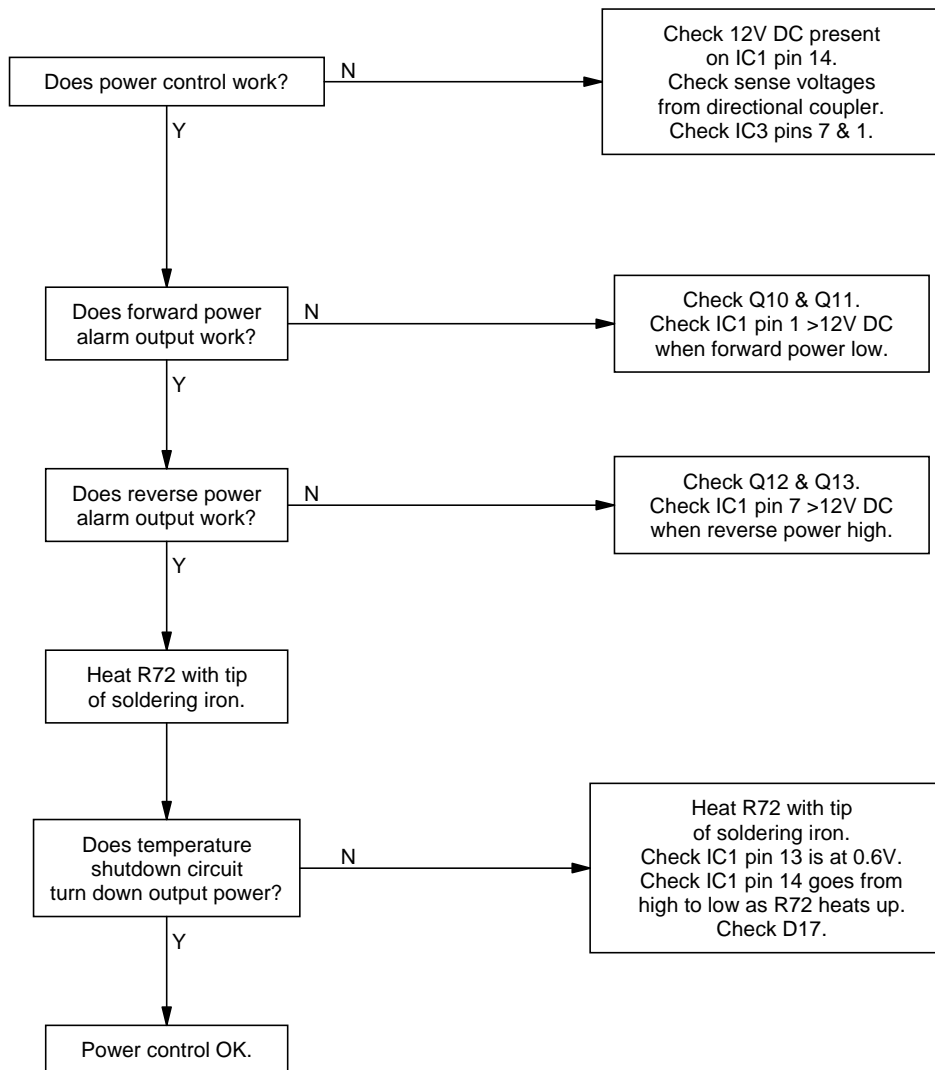 Does power control work?
N
Check 12V DC present
on IC1 pin 14.
Check sense voltages
from directional coupler.
Check IC3 pins 7 & 1.
Y
Does forward power
alarm output work?
N
Check Q10 & Q11.
Check IC1 pin 1 >12V DC
when forward power low.
Y
Does reverse power
alarm output work?
N
Check Q12 & Q13.
Check IC1 pin 7 >12V DC
when reverse power high.
Y
Heat R72 with tip
of soldering iron.
Does temperature
shutdown circuit
turn down output power?
N
Heat R72 with tip
of soldering iron.
Check IC1 pin 13 is at 0.6V.
Check IC1 pin 14 goes from
high to low as R72 heats up.
Check D17.
Y
Power control OK.